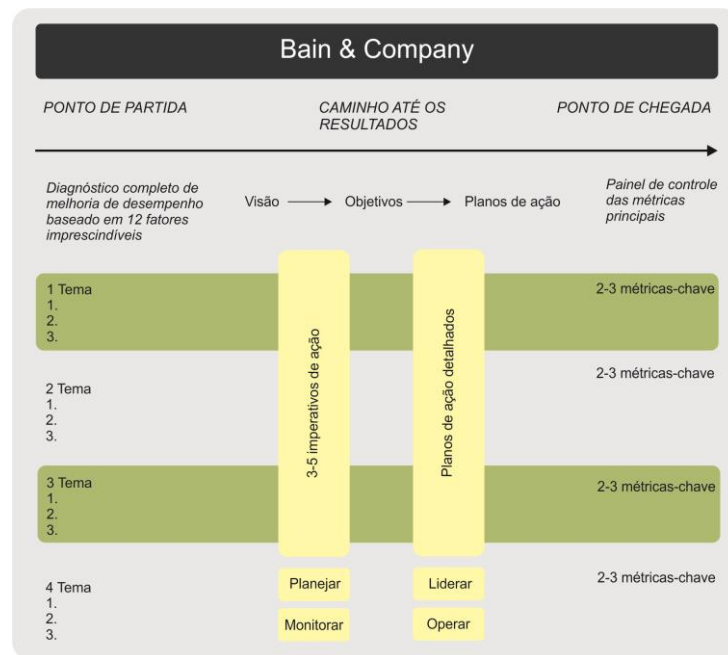 Bain & Company
PONTO DE PARTIDA
CAMINHO ATÉ OS
RESULTADOS
PONTO DE CHEGADA
Diagnóstico completo de
melhoria de desempenho
baseado em 12 fatores
imprescindíveis
Visão
Objetivos
Planos de ação
Painel de controle
das métricas
principais
1 Tema
1.
2.
3.
2-3 métricas-chave
2 Tema
1.
2.
3.
2-3 métricas-chave
3-5 imperativos de ação
Planos de ação detalhados
3 Tema
1.
2.
3.
2-3 métricas-chave
4 Tema
1.
2.
3.
Planejar
Liderar
2-3 métricas-chave
Monitorar
Operar